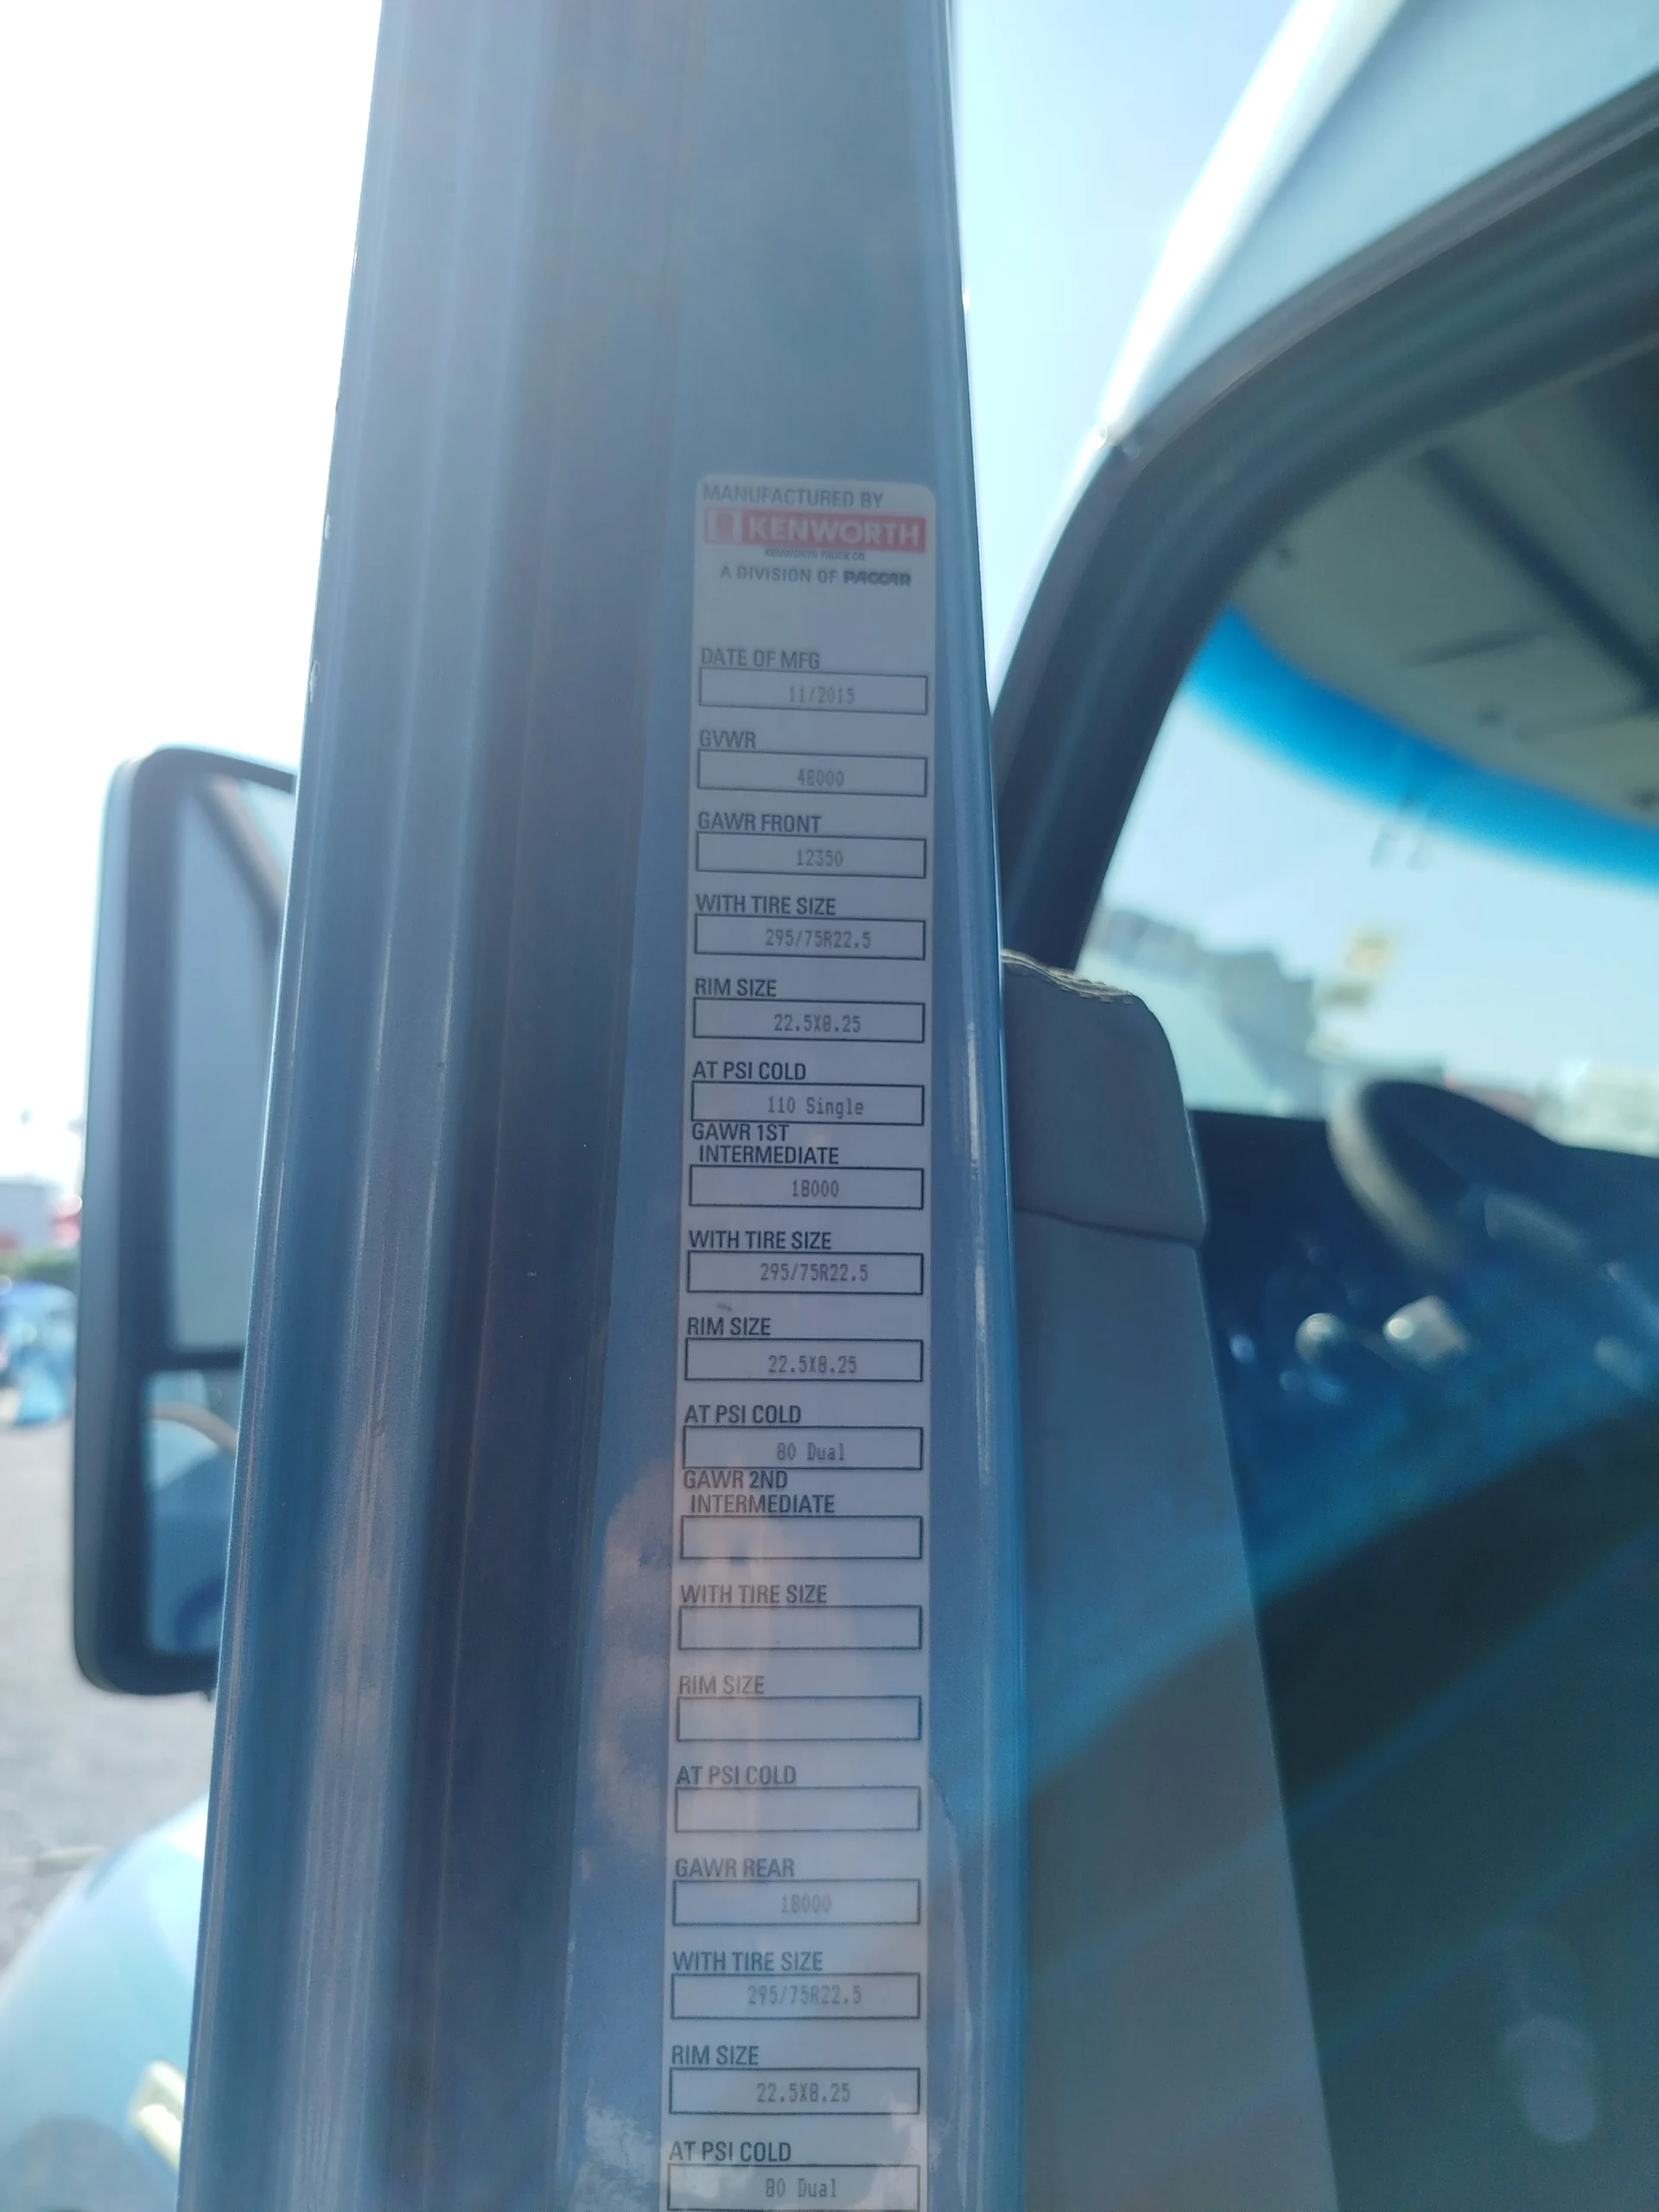 MANUFACTURED BY
KENWORTH
KENWORTH TRUCK CO.
A DIVISION OF PACCAR
DATE OF MFG
11/2015
GVWR
48000
GAWR FRONT
12350
WITH TIRE SIZE
295/75R22.5
RIM SIZE
22.5X8.25
AT PSI COLD
110 Single
GAWR 1ST
INTERMEDIATE
18000
WITH TIRE SIZE
295/75R22.5
RIM SIZE
22.5X8.25
AT PSI COLD
80 Dual
GAWR 2ND
INTERMEDIATE
WITH TIRE SIZE
RIM SIZE
AT PSI COLD
GAWR REAR
18000
WITH TIRE SIZE
295/75R22.5
RIM SIZE
22.5X8.25
AT PSI COLD
80 Dual